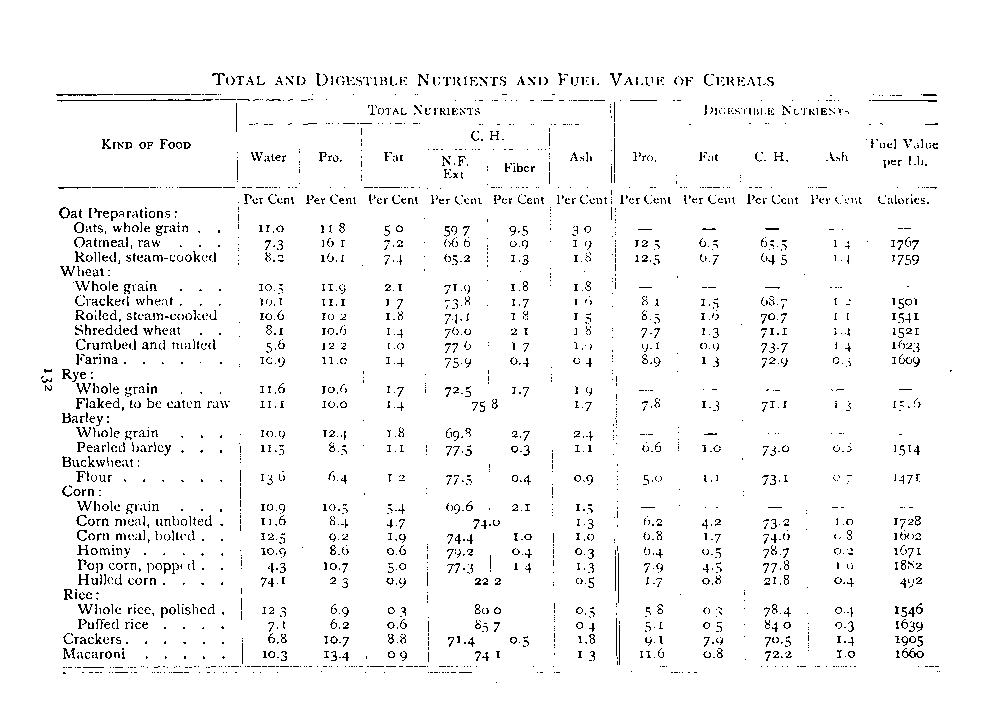 TOTAL AND DIGESTIBLE NUTRIENTS AND FUEL VALUE OF CEREALS
KIND OF FOOD TOTAL NUTRIENTS DIGESTIBLE NUTRIENTS Fuel Value per Lb.
C. H.
Water Pro. Fat N.F. Ext Fiber Ash Pro. Fat C. H. Ash
Per Cent Per Cent Per Cent Per Cent Per Cent Per Cent Per Cent Per Cent Per Cent Per Cent Calories.
Oat Preparations:
Oats, whole grain . . 11.0 11 8 5 0 59 7 9.5 3 0 — — — — —
Oatmeal, raw . . . 7.3 16 1 7.2 66 6 0.9 1 9 12 5 6.5 65.5 1 4 1767
Rolled, steam-cooked 8.2 16.1 7.4 65.2 1.3 1.8 12.5 6.7 64 5 1.4 1759
Wheat:
Whole grain . . . 10.5 11.9 2.1 71.9 1.8 1.8 — — — —
Cracked wheat . . . 10.1 11.1 1 7 73.8 1.7 1 6 8 1 1.5 68.7 1 2 1501
Rolled, steam-cooked 10.6 10 2 1.8 74.1 1 8 1 5 8.5 1.6 70.7 1 1 1541
Shredded wheat . . 8.1 10.6 1.4 76.0 2 1 1 8 7.7 1.3 71.1 1.4 1521
Crumbed and malted 5.6 12 2 1.0 77 6 1 7 1.9 9.1 0.9 73.7 1 4 1623
Farina . . . . . . 10.9 11.0 1.4 75.9 0.4 0 4 8.9 1 3 72.9 0.3 1609
132
Rye:
Whole grain . . . 11.6 10.6 1.7 72.5 1.7 1 9 — — — — —
Flaked, to be eaten raw 11.1 10.0 1.4 75 8 1.7 7.8 1.3 71.1 1 3
Barley:
Whole grain . . . 10.9 12.4 1.8 69.8 2.7 2.4 — — — — —
Pearled barley . . . 11.5 8.5 1.1 77.5 0.3 1.1 6.6 1.0 73.0 0.8 1514
Buckwheat:
Flour . . . . . . 13 6 6.4 1 2 77.5 0.4 0.9 5.0 1.1 73.1 0 7 1471
Corn:
Whole grain . . . 10.9 10.5 5.4 69.6 2.1 1.5 — — — — —
Corn meal, unbolted . 11.6 8.4 4.7 74.0 1.3 6.2 4.2 73.2 1.0 1728
Corn meal, bolted . . 12.5 9.2 1.9 74.4 1.0 1.0 6.8 1.7 74.6 0.8 1602
Hominy . . . . . 10.9 8.6 0.6 79.2 0.4 0.3 6.4 0.5 78.7 0.2 1671
Pop corn, popped . . 4.3 10.7 5.0 77.3 1 4 1.3 7.9 4.5 77.8 1 0 1882
Hulled corn . . . . 74.1 2 3 0.9 22 2 0.5 1.7 0.8 21.8 0.4 492
Rice:
Whole rice, polished . 12 3 6.9 0 3 80 0 0.5 5 8 0 3 78.4 0.4 1546
Puffed rice . . . . 7.1 6.2 0.6 85 7 0 4 5.1 0 5 84 0 0.3 1639
Crackers . . . . . . 6.8 10.7 8.8 71.4 0.5 1.8 9.1 7.9 70.5 1.4 1905
Macaroni . . . . . 10.3 13.4 0 9 74 1 1 3 11.6 0.8 72.2 1.0 1660